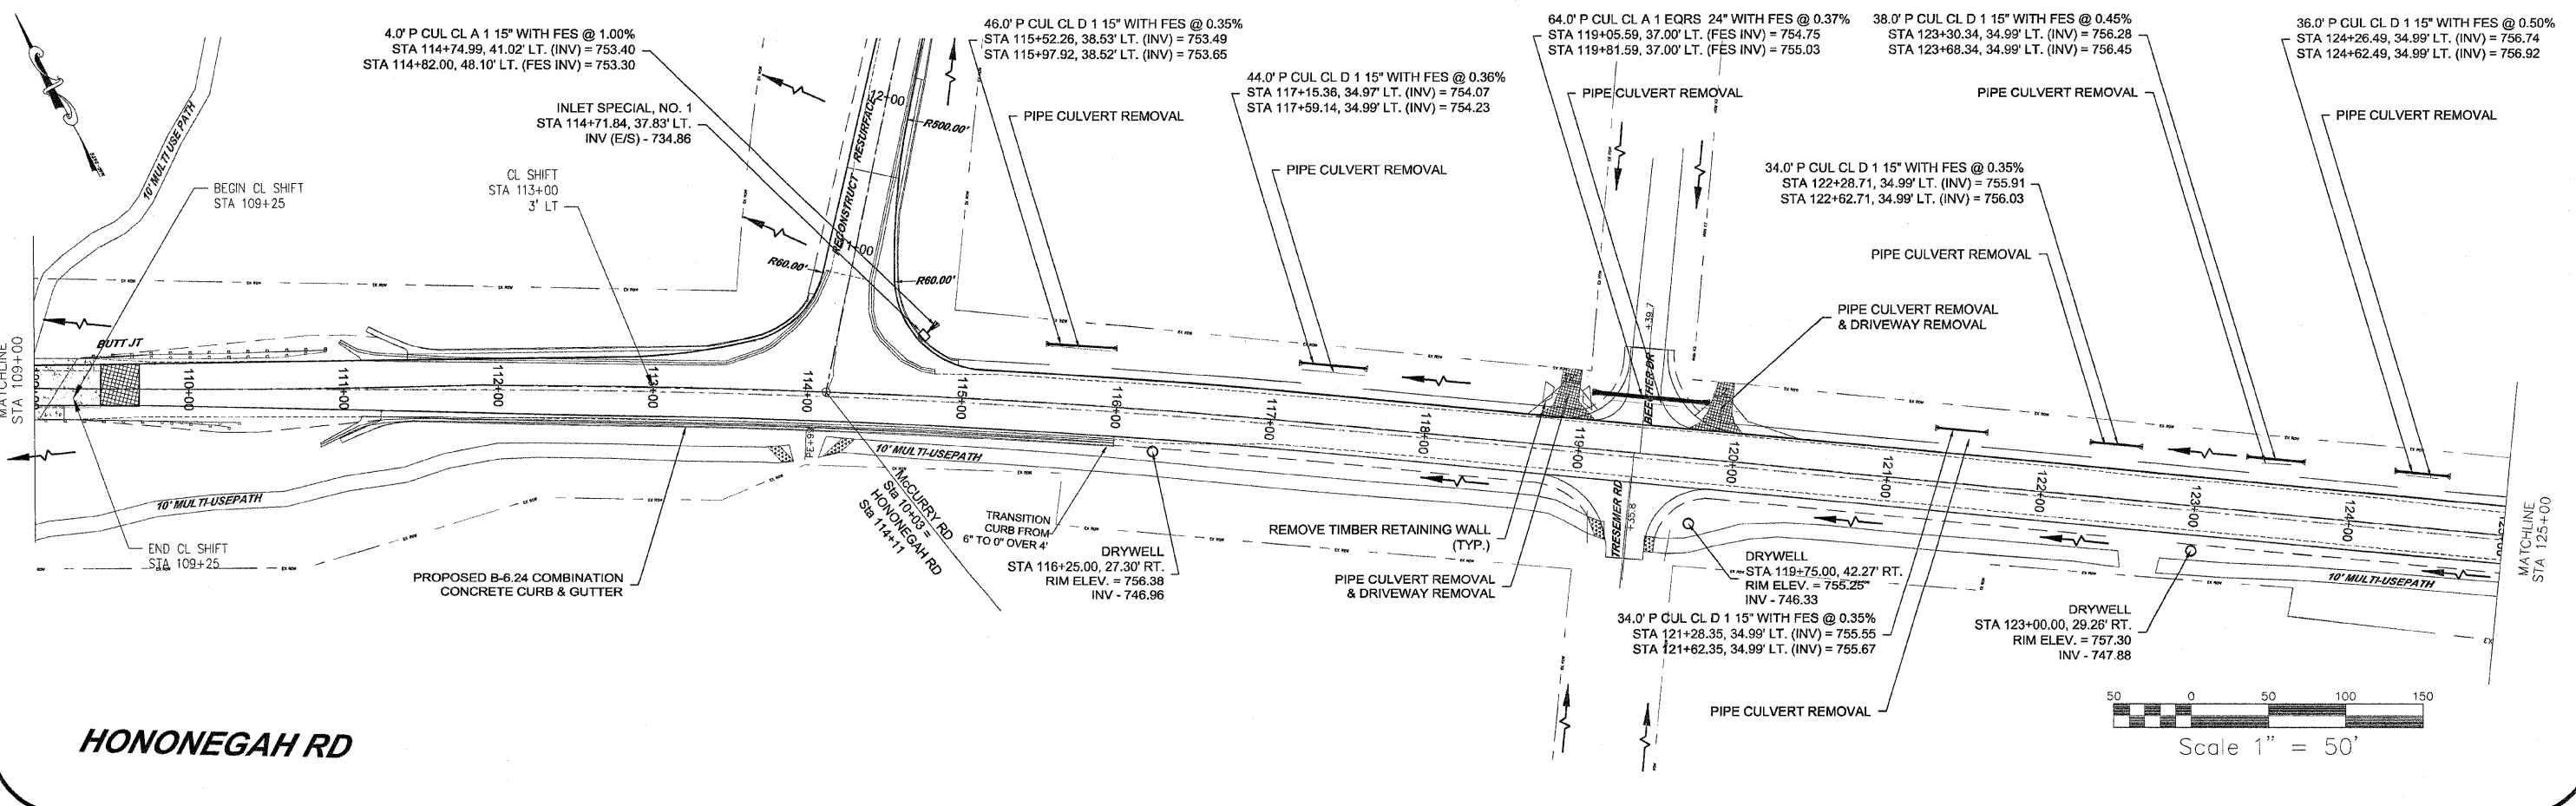 4.0' P CUL CL A 1 15" WITH FES @ 1.00%
STA 114+74.99, 41.02' LT. (INV) = 753.40
STA 114+82.00, 48.10' LT. (FES INV) = 753.30
INLET SPECIAL, NO. 1
STA 114+71.84, 37.83' LT.
INV (E/S) - 734.86
46.0' P CUL CL D 1 15" WITH FES @ 0.35%
STA 115+52.26, 38.53' LT. (INV) = 753.49
STA 115+97.92, 38.52' LT. (INV) = 753.65
PIPE CULVERT REMOVAL
44.0' P CUL CL D 1 15" WITH FES @ 0.36%
STA 117+15.36, 34.97' LT. (INV) = 754.07
STA 117+59.14, 34.99' LT. (INV) = 754.23
PIPE CULVERT REMOVAL
64.0' P CUL CL A 1 EQRS 24" WITH FES @ 0.37%
STA 119+05.59, 37.00' LT. (FES INV) = 754.75
STA 119+81.59, 37.00' LT. (FES INV) = 755.03
PIPE CULVERT REMOVAL
38.0' P CUL CL D 1 15" WITH FES @ 0.45%
STA 123+30.34, 34.99' LT. (INV) = 756.28
STA 123+68.34, 34.99' LT. (INV) = 756.45
PIPE CULVERT REMOVAL
36.0' P CUL CL D 1 15" WITH FES @ 0.50%
STA 124+26.49, 34.99' LT. (INV) = 756.74
STA 124+62.49, 34.99' LT. (INV) = 756.92
PIPE CULVERT REMOVAL
34.0' P CUL CL D 1 15" WITH FES @ 0.35%
STA 122+28.71, 34.99' LT. (INV) = 755.91
STA 122+62.71, 34.99' LT. (INV) = 756.03
PIPE CULVERT REMOVAL
PIPE CULVERT REMOVAL
& DRIVEWAY REMOVAL
10' MULTI-USE PATH
BEGIN CL SHIFT
STA 109+25
CL SHIFT
STA 113+00
3' LT
RECONSTRUCT
RESURFACE
12+00
R500.00'
R60.00'
R60.00'
MATCHLINE
STA 109+00
BUTT JT
110+00
111+00
112+00
113+00
114+00
115+00
116+00
117+00
118+00
119+00
120+00
121+00
122+00
123+00
124+00
+39.7
BEECHER DR
TRESEMER RD
+35.8
MATCHLINE
STA 125+00
10' MULTI-USEPATH
10' MULTI-USEPATH
10' MULTI-USEPATH
END CL SHIFT
STA 109+25
PROPOSED B-6.24 COMBINATION
CONCRETE CURB & GUTTER
McCURRY RD
Sta 10+03 =
HONONEGAH RD
Sta 114+11
TRANSITION
CURB FROM
6" TO 0" OVER 4'
DRYWELL
STA 116+25.00, 27.30' RT.
RIM ELEV. = 756.38
INV - 746.96
REMOVE TIMBER RETAINING WALL
(TYP.)
PIPE CULVERT REMOVAL
& DRIVEWAY REMOVAL
DRYWELL
STA 119+75.00, 42.27' RT.
RIM ELEV. = 755.25"
INV - 746.33
34.0' P CUL CL D 1 15" WITH FES @ 0.35%
STA 121+28.35, 34.99' LT. (INV) = 755.55
STA 121+62.35, 34.99' LT. (INV) = 755.67
PIPE CULVERT REMOVAL
DRYWELL
STA 123+00.00, 29.26' RT.
RIM ELEV. = 757.30
INV - 747.88
50 0 50 100 150
Scale 1" = 50'
HONONEGAH RD